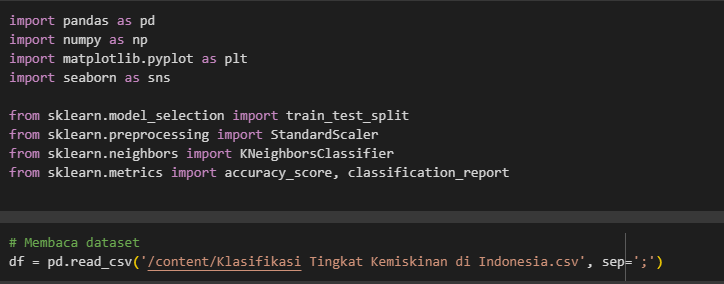 import pandas as pd
import numpy as np
import matplotlib.pyplot as plt
import seaborn as sns
from sklearn.model_selection import train_test_split
from sklearn.preprocessing import StandardScaler
from sklearn.neighbors import KNeighborsClassifier
from sklearn.metrics import accuracy_score, classification_report
# Membaca dataset
df = pd.read_csv('/content/Klasifikasi Tingkat Kemiskinan di Indonesia.csv', sep=';')